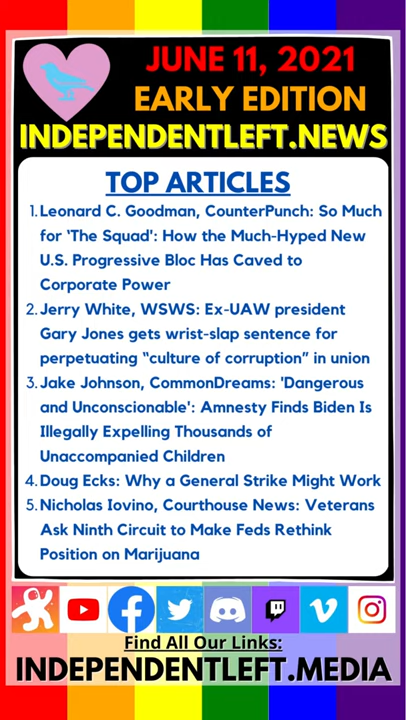 JUNE 11, 2021
EARLY EDITION
INDEPENDENTLEFT.NEWS
TOP ARTICLES
1. Leonard C. Goodman, CounterPunch: So Much
for 'The Squad': How the Much-Hyped New
U.S. Progressive Bloc Has Caved to
Corporate Power
2. Jerry White, WSWS: Ex-UAW president
Gary Jones gets wrist-slap sentence for
perpetuating “culture of corruption” in union
3. Jake Johnson, CommonDreams: 'Dangerous
and Unconscionable': Amnesty Finds Biden Is
Illegally Expelling Thousands of
Unaccompanied Children
4. Doug Ecks: Why a General Strike Might Work
5. Nicholas Iovino, Courthouse News: Veterans
Ask Ninth Circuit to Make Feds Rethink
Position on Marijuana
Find All Our Links:
INDEPENDENTLEFT.MEDIA